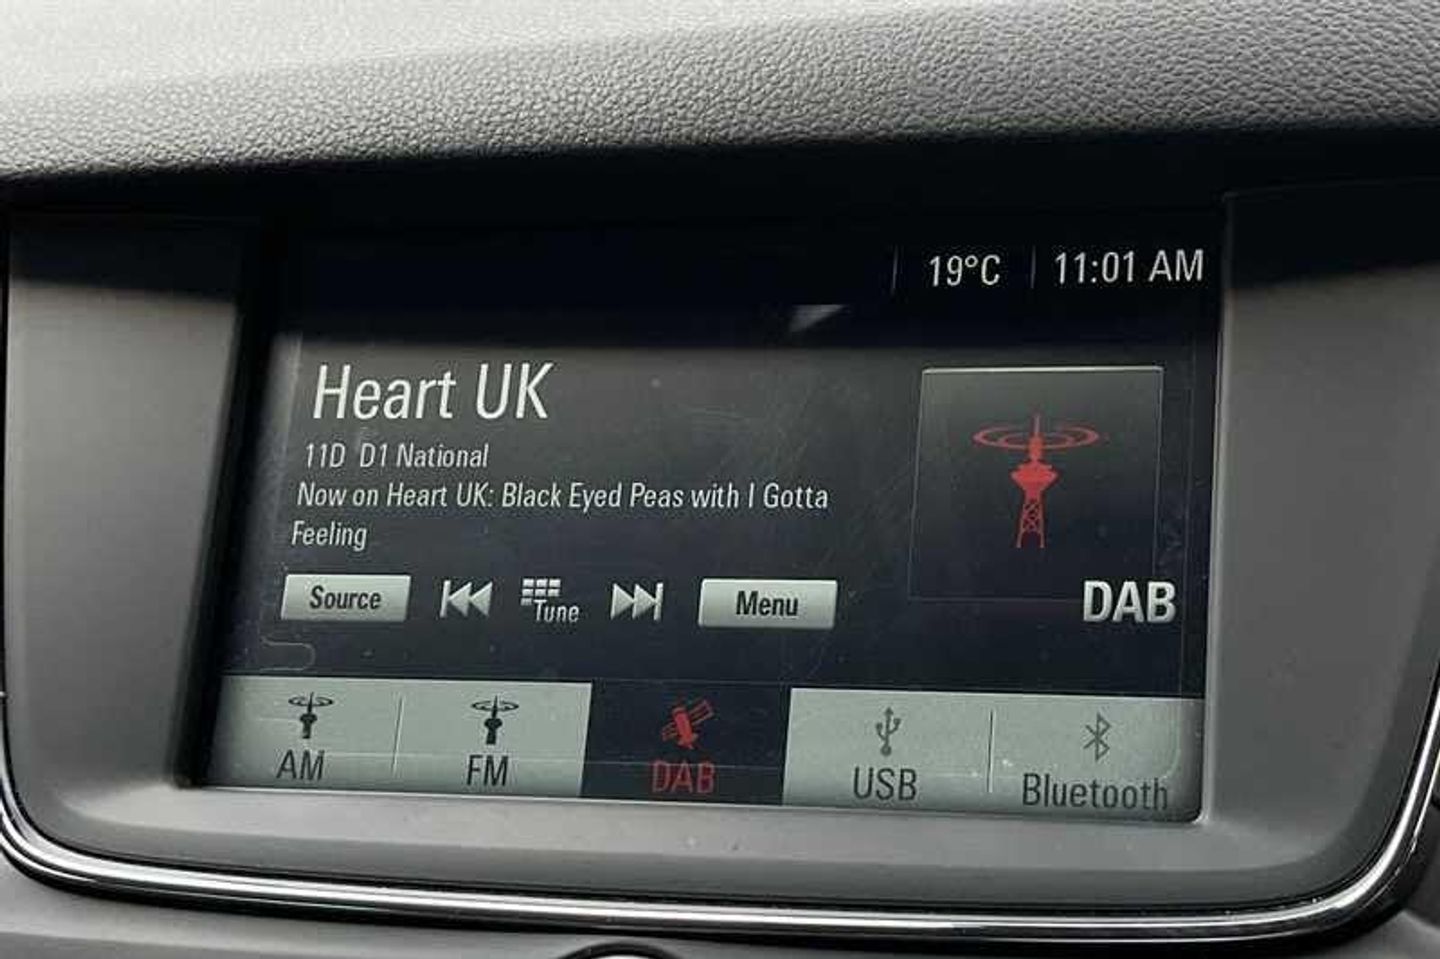 19°C 11:01 AM
Heart UK
11D D1 National
Now on Heart UK: Black Eyed Peas with I Gotta
Feeling
Source Tune Menu
DAB
AM FM DAB USB Bluetooth